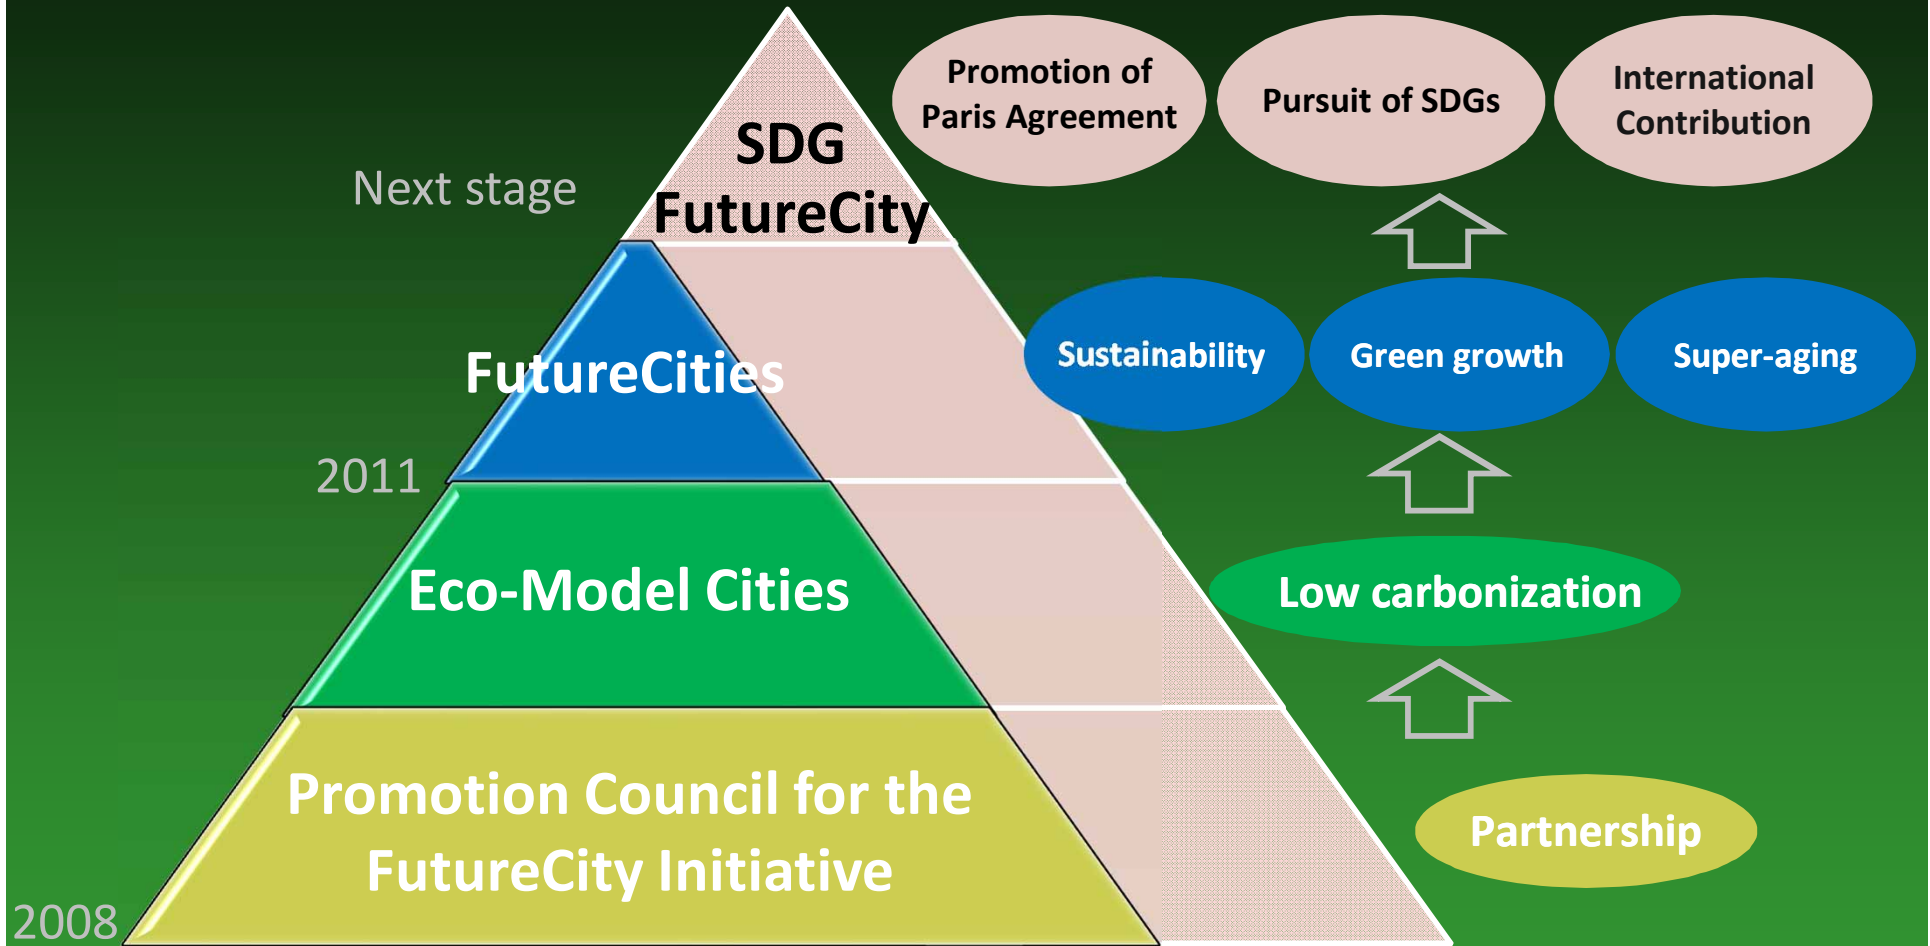 Promotion of
Paris Agreement
Pursuit of SDGs
International
Contribution
SDG
FutureCity
Next stage
FutureCities
Sustainability
Green growth
Super-aging
2011
Eco-Model Cities
Low carbonization
Promotion Council for the
FutureCity Initiative
Partnership
2008